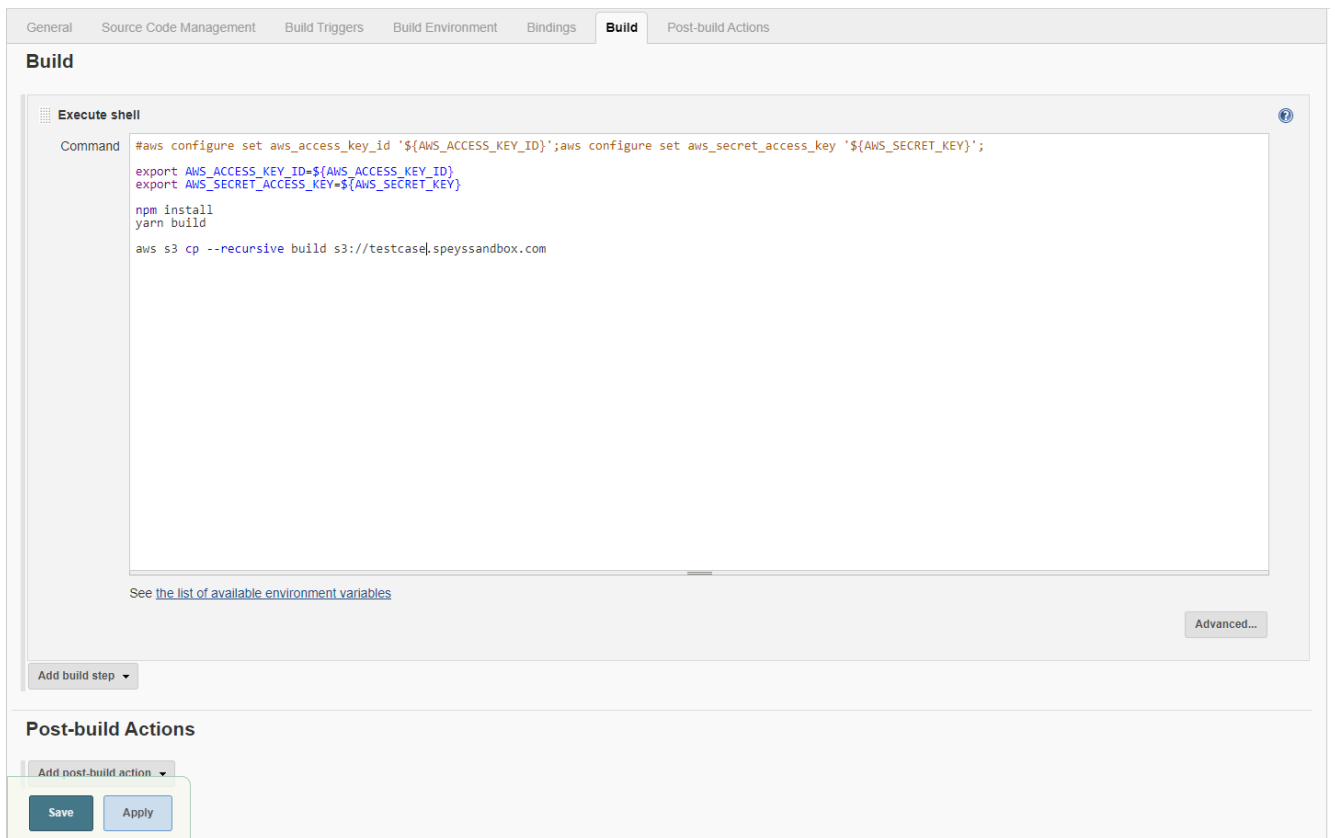 General Source Code Management Build Triggers Build Environment Bindings Build Post-build Actions
Build
Execute shell
Command
#aws configure set aws_access_key_id '${AWS_ACCESS_KEY_ID}';aws configure set aws_secret_access_key '${AWS_SECRET_KEY}';
export AWS_ACCESS_KEY_ID=${AWS_ACCESS_KEY_ID}
export AWS_SECRET_ACCESS_KEY=${AWS_SECRET_KEY}
npm install
yarn build
aws s3 cp --recursive build s3://testcase.speyssandbox.com
See the list of available environment variables
Advanced...
Add build step
Post-build Actions
Add post-build action
Save Apply